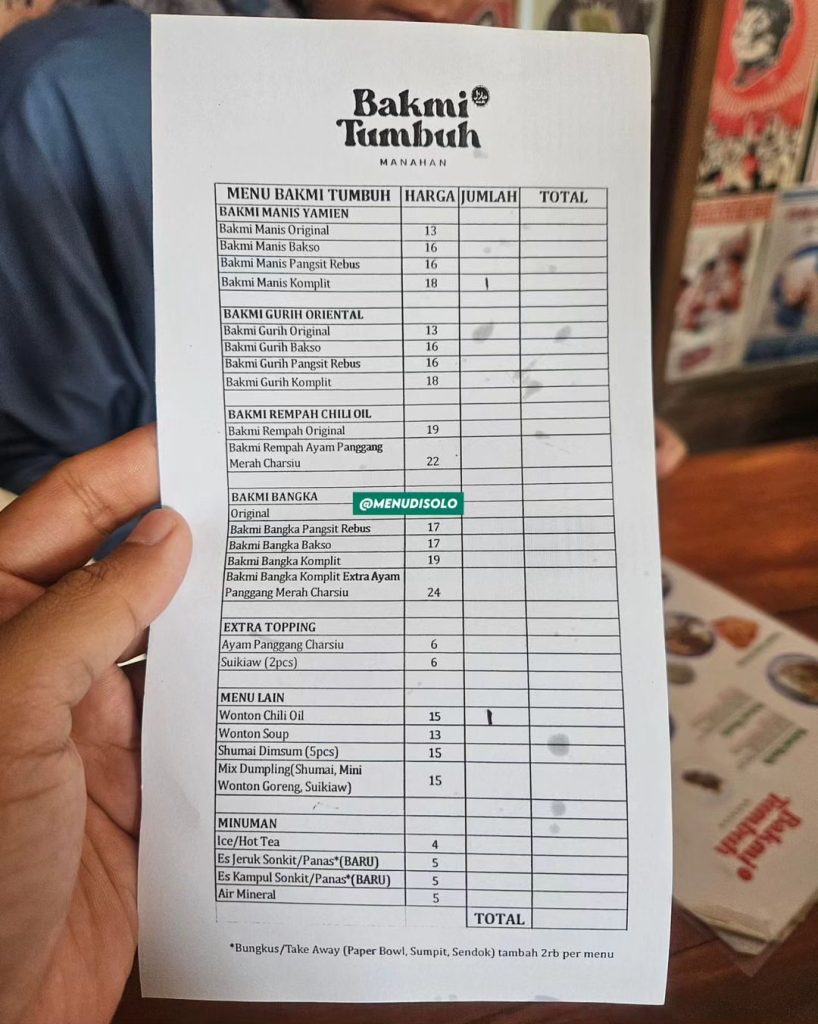 Bakmi
Tumbuh
MANAHAN
MENU BAKMI TUMBUH HARGA JUMLAH TOTAL
BAKMI MANIS YAMIEN
Bakmi Manis Original 13
Bakmi Manis Bakso 16
Bakmi Manis Pangsit Rebus 16
Bakmi Manis Komplit 18 1
BAKMI GURIH ORIENTAL
Bakmi Gurih Original 13
Bakmi Gurih Bakso 16
Bakmi Gurih Pangsit Rebus 16
Bakmi Gurih Komplit 18
BAKMI REMPAH CHILI OIL
Bakmi Rempah Original 19
Bakmi Rempah Ayam Panggang
Merah Charsiu 22
BAKMI BANGKA
@MENUDISOLO
Original
Bakmi Bangka Pangsit Rebus 17
Bakmi Bangka Bakso 17
Bakmi Bangka Komplit 19
Bakmi Bangka Komplit Extra Ayam
Panggang Merah Charsiu 24
EXTRA TOPPING
Ayam Panggang Charsiu 6
Suikiaw (2pcs) 6
MENU LAIN
Wonton Chili Oil 15 1
Wonton Soup 13
Shumai Dimsum (5pcs) 15
Mix Dumpling(Shumai, Mini
Wonton Goreng, Suikiaw) 15
MINUMAN
Ice/Hot Tea 4
Es Jeruk Sonkit/Panas*(BARU) 5
Es Kampul Sonkit/Panas*(BARU) 5
Air Mineral 5
TOTAL
*Bungkus/Take Away (Paper Bowl, Sumpit, Sendok) tambah 2rb per menu
Bakmi
Tumbuh